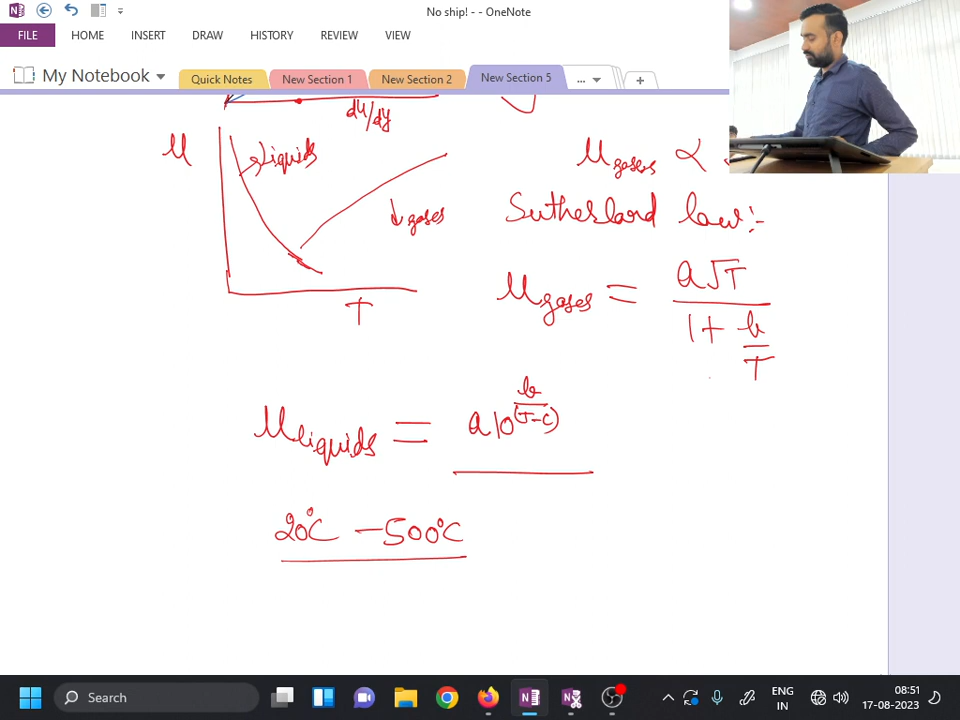 No ship! - - OneNote
FILE HOME INSERT DRAW HISTORY REVIEW VIEW
My Notebook Quick Notes New Section 1 New Section 2 New Section 5 ... +
du/dy
μ
Liquids
gases
T
μgases ∝
Sutherland law:-
μgases = a√T / (1 + b/T)
μliquids = a10^(b/(T-C))
20°C - 500°C
Search
ENG
IN
08:51
17-08-2023